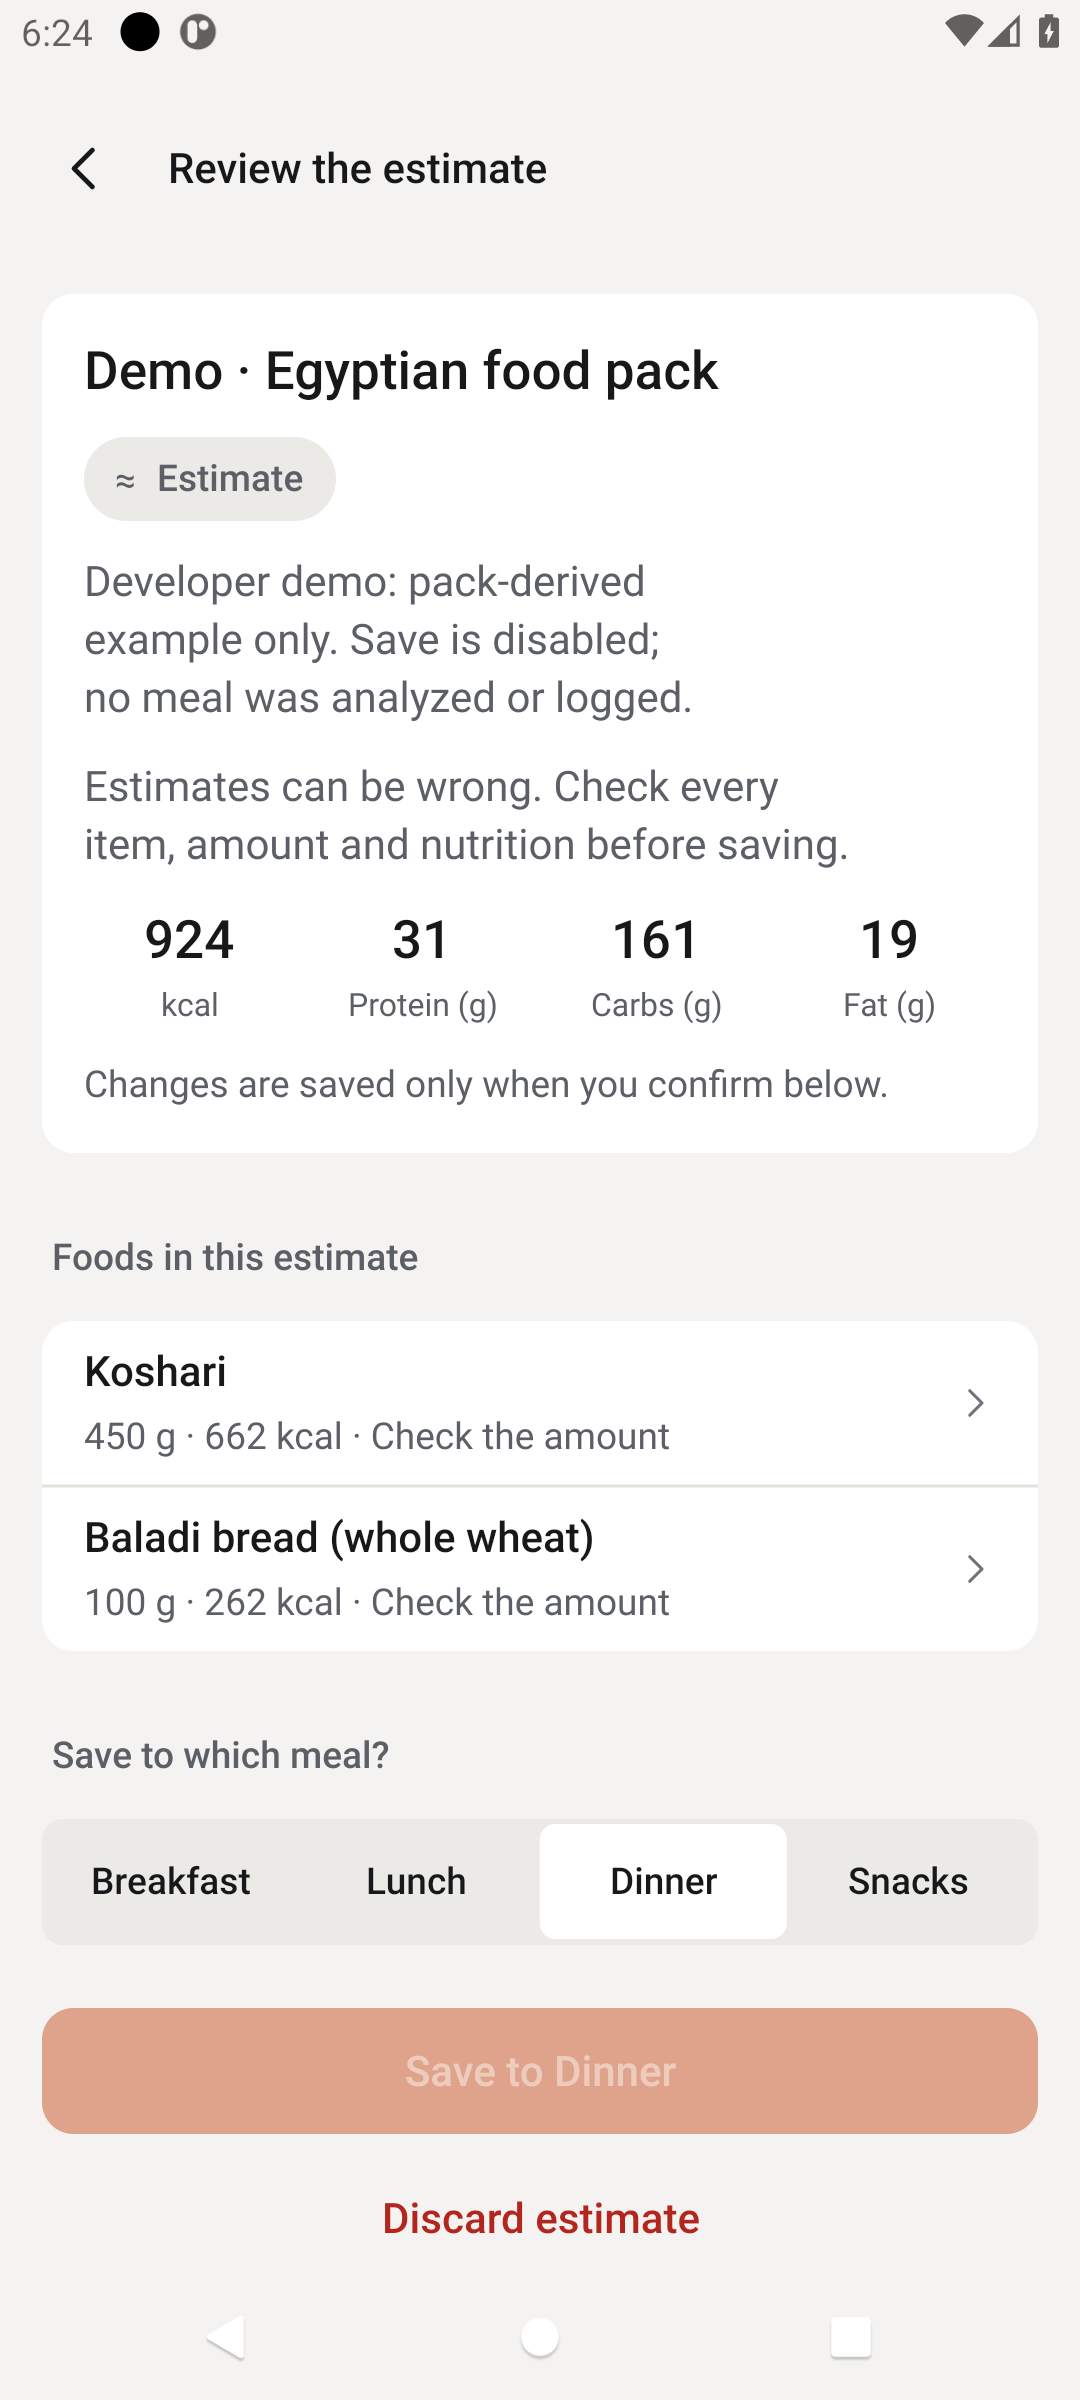 6:24
Review the estimate
Demo · Egyptian food pack
≈ Estimate
Developer demo: pack-derived
example only. Save is disabled;
no meal was analyzed or logged.
Estimates can be wrong. Check every
item, amount and nutrition before saving.
924 31 161 19
kcal Protein (g) Carbs (g) Fat (g)
Changes are saved only when you confirm below.
Foods in this estimate
Koshari
450 g · 662 kcal · Check the amount
Baladi bread (whole wheat)
100 g · 262 kcal · Check the amount
Save to which meal?
Breakfast Lunch Dinner Snacks
Save to Dinner
Discard estimate